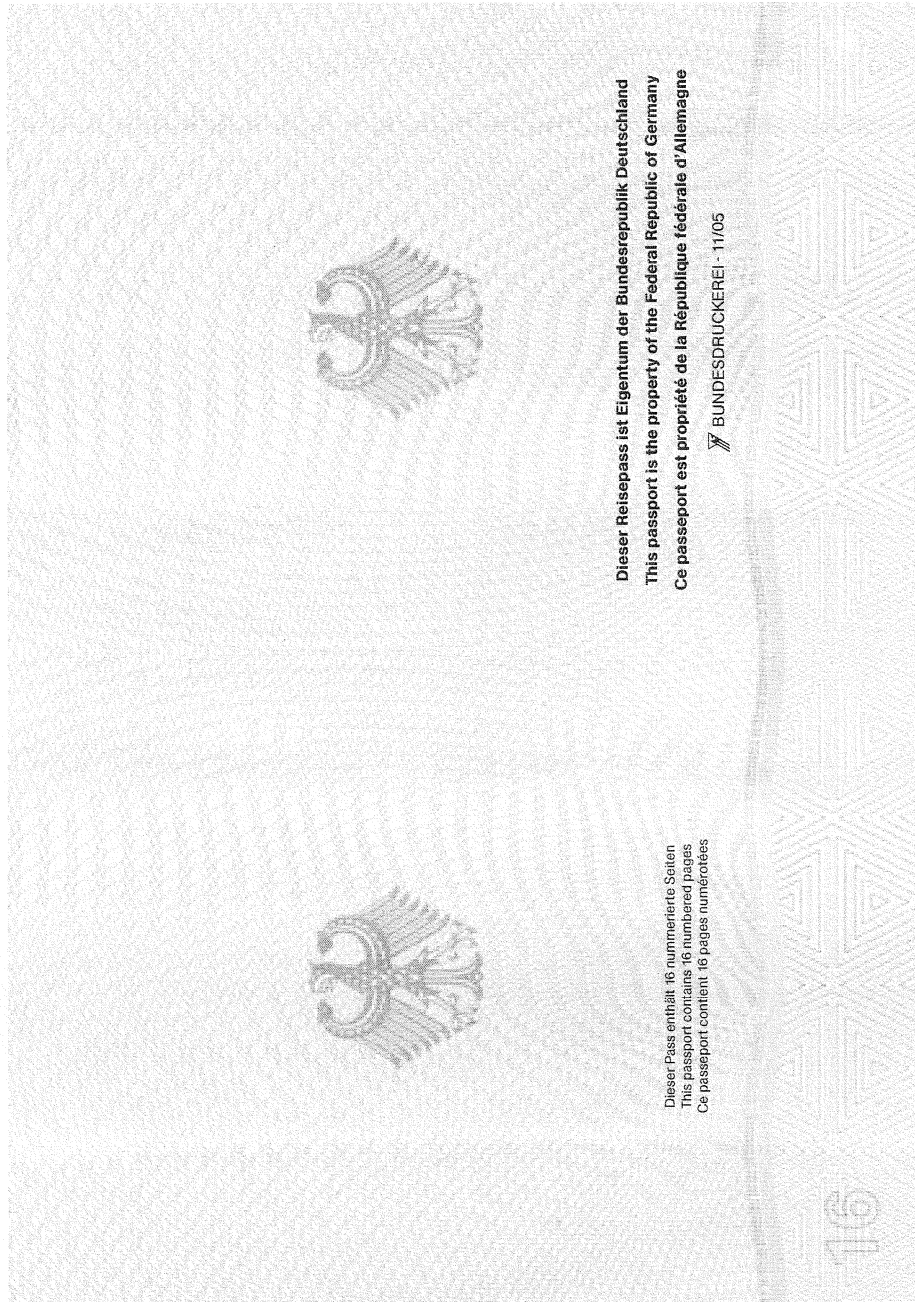 Dieser Pass enthält 16 nummerierte Seiten
This passport contains 16 numbered pages
Ce passeport contient 16 pages numérotées
16
Dieser Reisepass ist Eigentum der Bundesrepublik Deutschland
This passport is the property of the Federal Republic of Germany
Ce passeport est propriété de la République fédérale d'Allemagne
BUNDESDRUCKEREI - 11/05